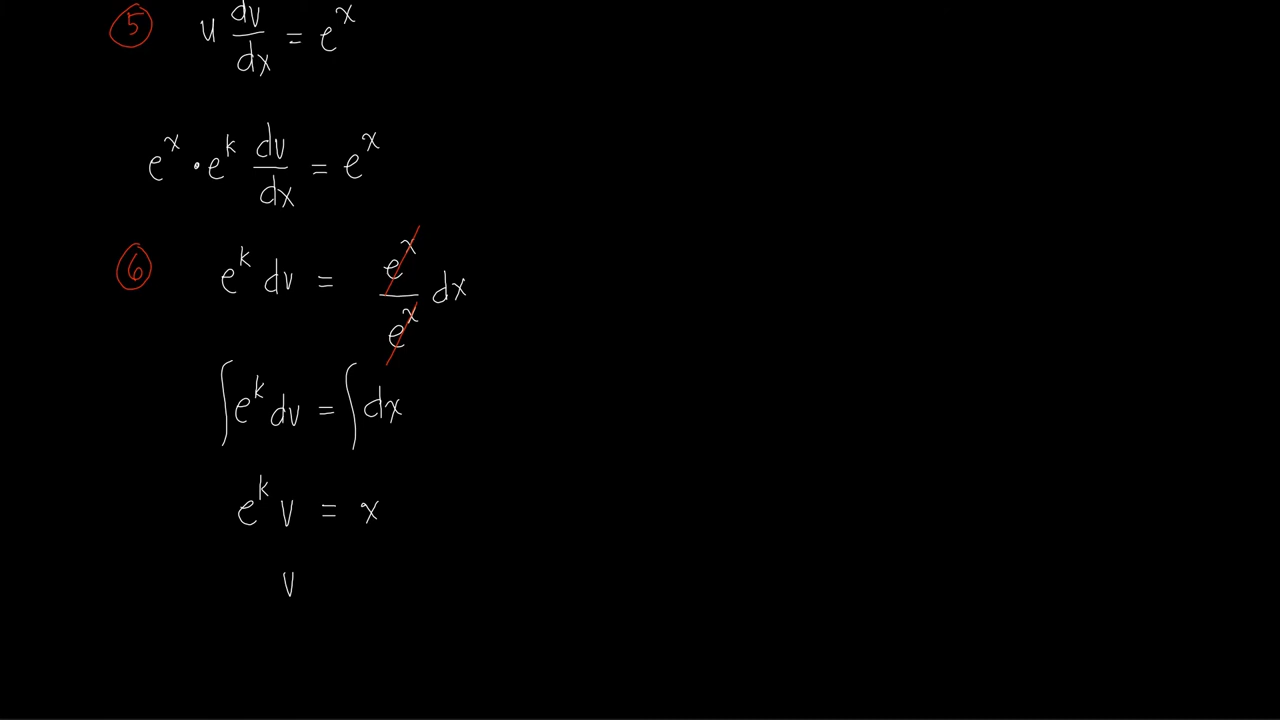 ⑤ u dv/dx = e^x
e^x · e^k dv/dx = e^x
⑥ e^k dv = e^x/e^x dx
∫e^k dv = ∫dx
e^k v = x
v